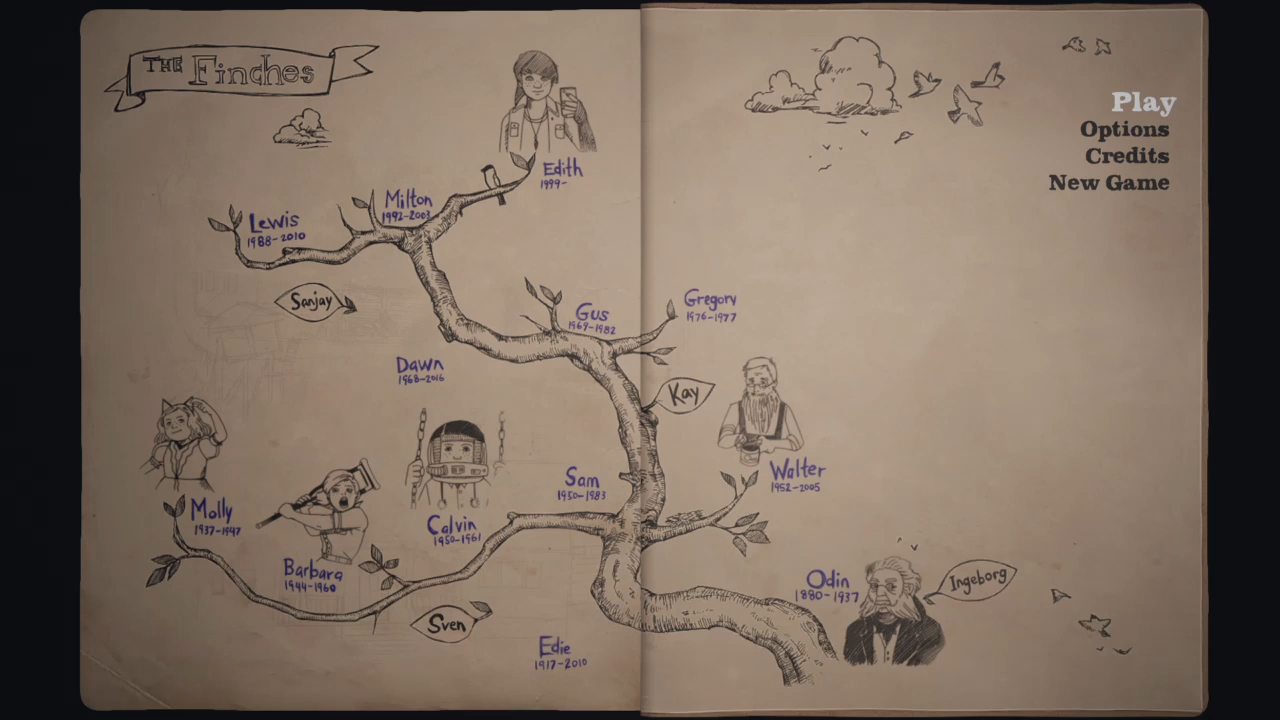 THE Finches
Play
Options
Credits
New Game
Edith
1999-
Milton
1992-2003
Lewis
1988-2010
Sanjay
Gus
1969-1982
Gregory
1976-1977
Dawn
1968-2016
Kay
Walter
1952-2005
Sam
1950-1983
Molly
1937-1947
Calvin
1950-1961
Barbara
1944-1960
Odin
1880-1937
Ingeborg
Sven
Edie
1917-2010